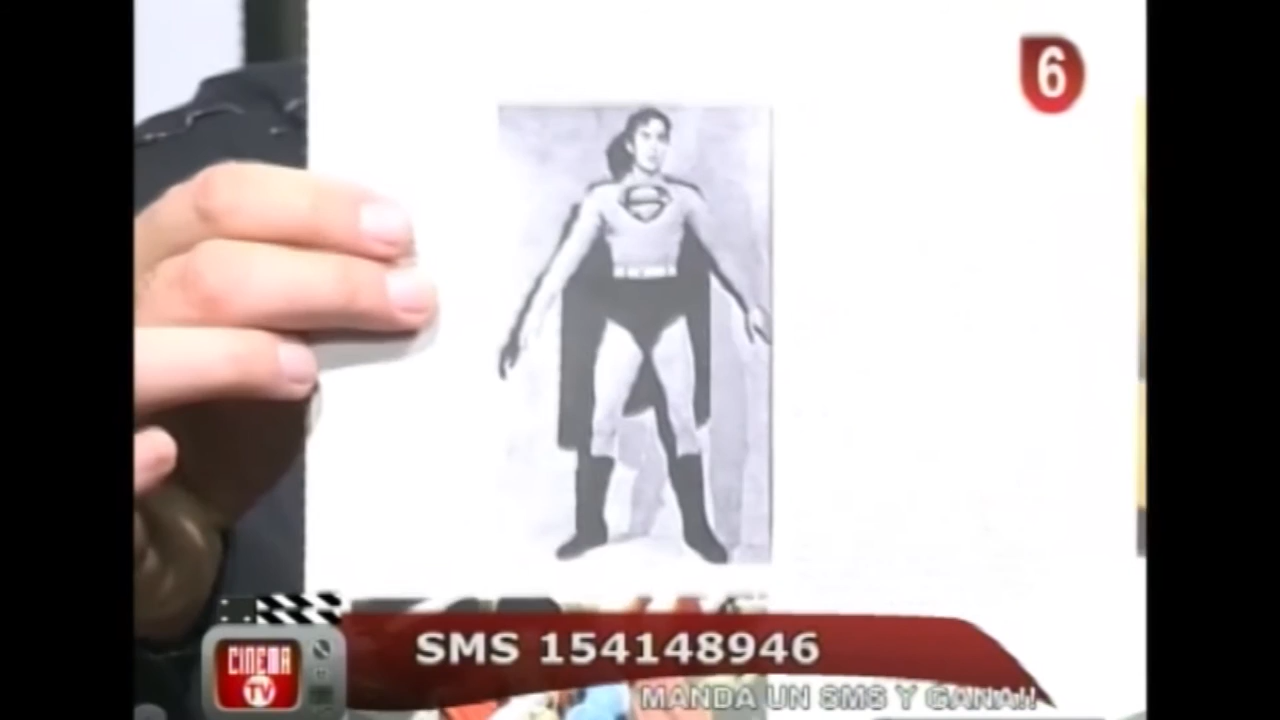 6
SMS 154148946
CINEMA
TV
MANDA UN SMS Y GANA!!